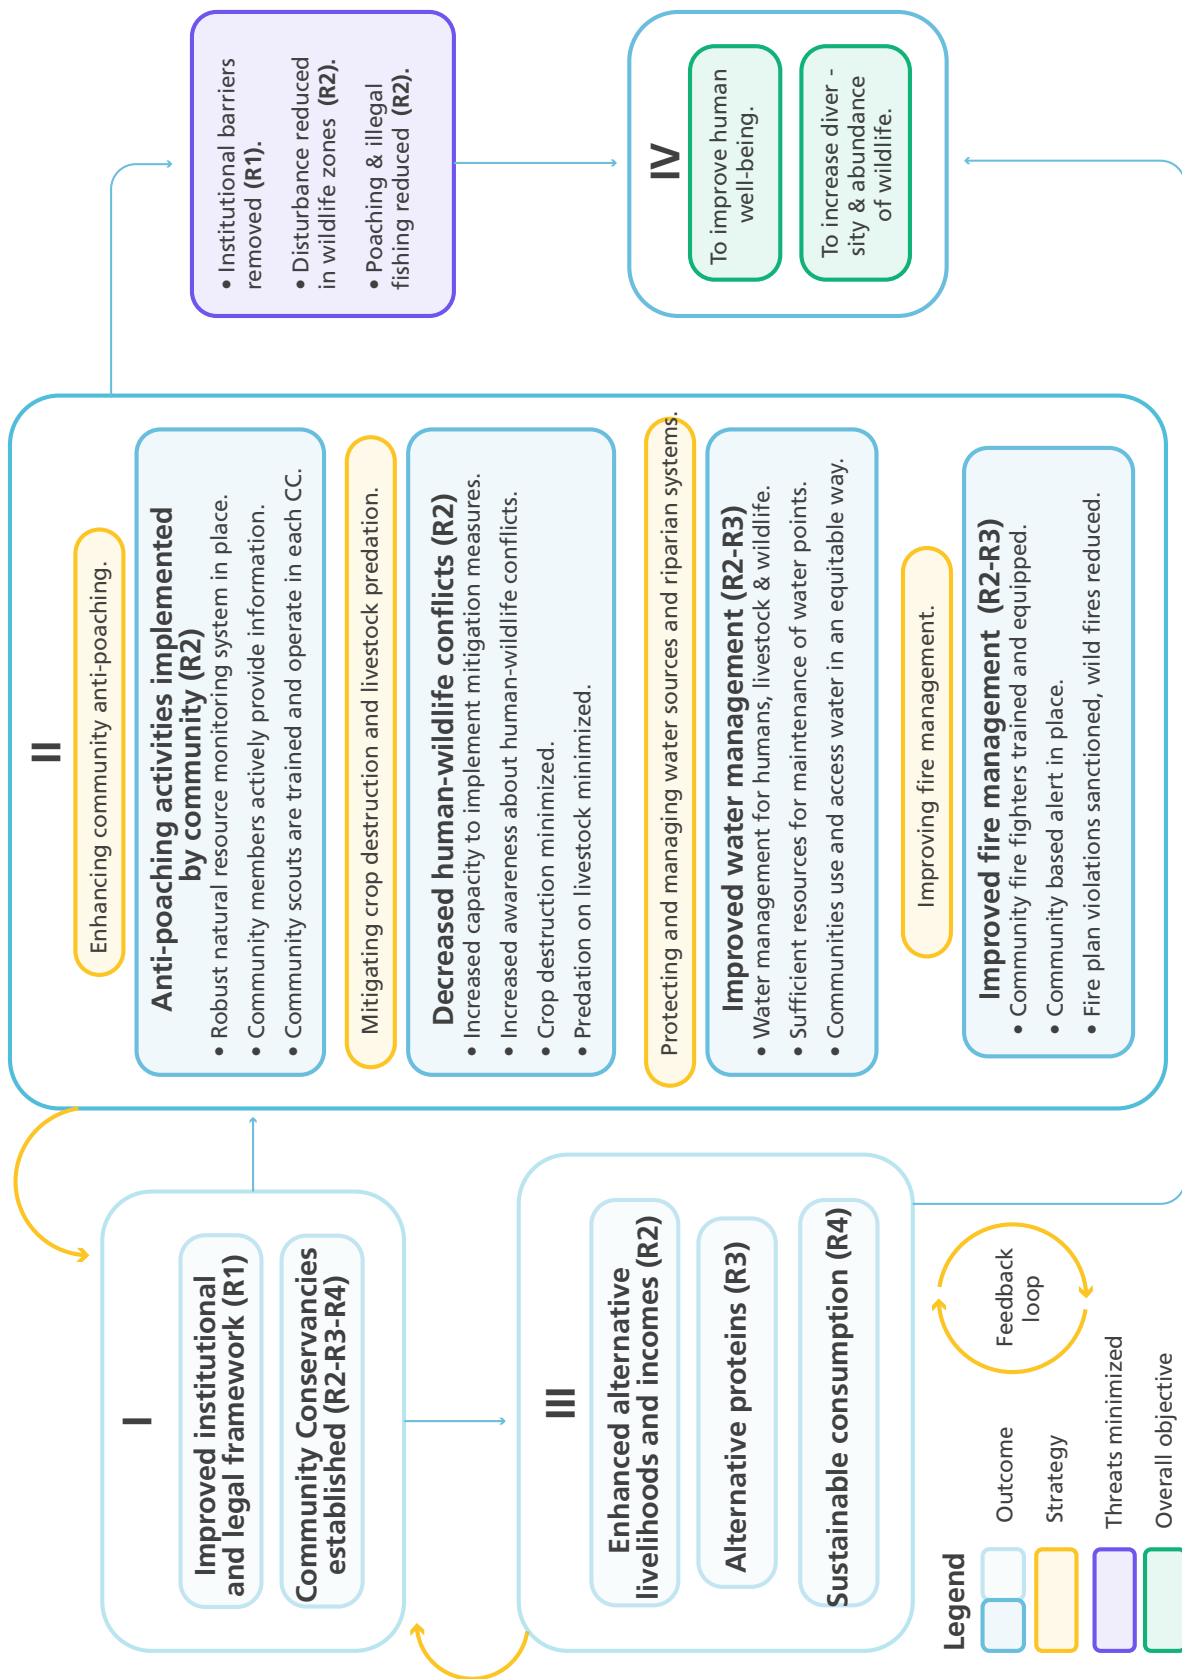 I
Improved institutional
and legal framework (R1)
Community Conservancies
established (R2-R3-R4)
II
Enhancing community anti-poaching.
Anti-poaching activities implemented
by community (R2)
• Robust natural resource monitoring system in place.
• Community members actively provide information.
• Community scouts are trained and operate in each CC.
Mitigating crop destruction and livestock predation.
Decreased human-wildlife conflicts (R2)
• Increased capacity to implement mitigation measures.
• Increased awareness about human-wildlife conflicts.
• Crop destruction minimized.
• Predation on livestock minimized.
Protecting and managing water sources and riparian systems.
Improved water management (R2-R3)
• Water management for humans, livestock & wildlife.
• Sufficient resources for maintenance of water points.
• Communities use and access water in an equitable way.
Improving fire management.
Improved fire management (R2-R3)
• Community fire fighters trained and equipped.
• Community based alert in place.
• Fire plan violations sanctioned, wild fires reduced.
• Institutional barriers
removed (R1).
• Disturbance reduced
in wildlife zones (R2).
• Poaching & illegal
fishing reduced (R2).
III
Enhanced alternative
livelihoods and incomes (R2)
Alternative proteins (R3)
Sustainable consumption (R4)
IV
To improve human
well-being.
To increase diver -
sity & abundance
of wildlife.
Legend
Outcome
Strategy
Threats minimized
Overall objective
Feedback
loop